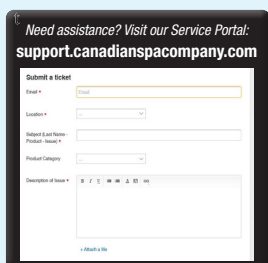 Need assistance? Visit our Service Portal:
support.canadianspacompany.com
Submit a ticket
Email *
Email
Location *
...
Subject (Last Name -
Product - Issue) *
Product Category
...
Description of Issue *
B I U A
+ Attach a file